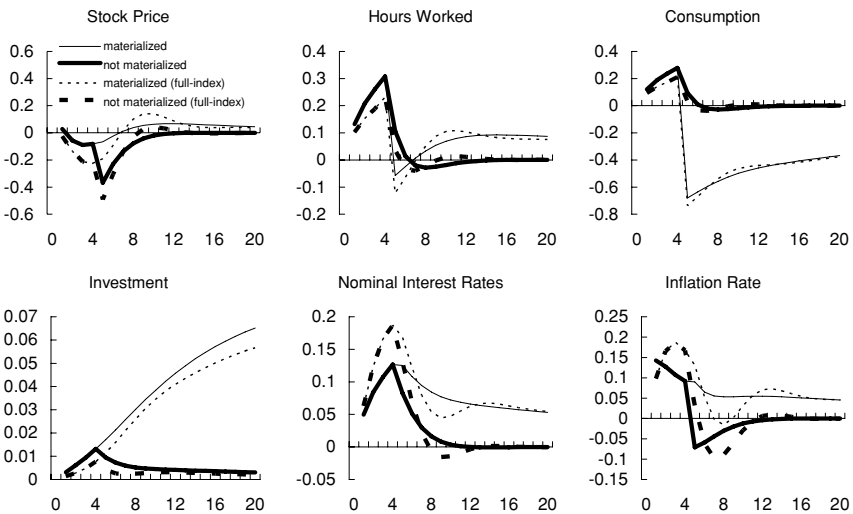 Stock Price
0.6
0.4
0.2
0
-0.2
-0.4
-0.6
0 4 8 12 16 20
materialized
not materialized
materialized (full-index)
not materialized (full-index)
Hours Worked
0.4
0.3
0.2
0.1
0
-0.1
-0.2
0 4 8 12 16 20
Consumption
0.4
0.2
0
-0.2
-0.4
-0.6
-0.8
0 4 8 12 16 20
Investment
0.07
0.06
0.05
0.04
0.03
0.02
0.01
0
0 4 8 12 16 20
Nominal Interest Rates
0.2
0.15
0.1
0.05
0
-0.05
0 4 8 12 16 20
Inflation Rate
0.25
0.2
0.15
0.1
0.05
0
-0.05
-0.1
-0.15
0 4 8 12 16 20